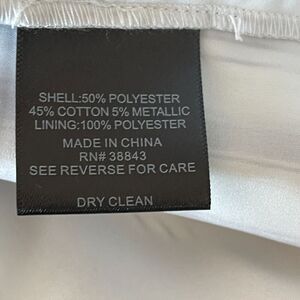 SHELL:50% POLYESTER
45% COTTON 5% METALLIC
LINING:100% POLYESTER
MADE IN CHINA
RN# 38843
SEE REVERSE FOR CARE
DRY CLEAN